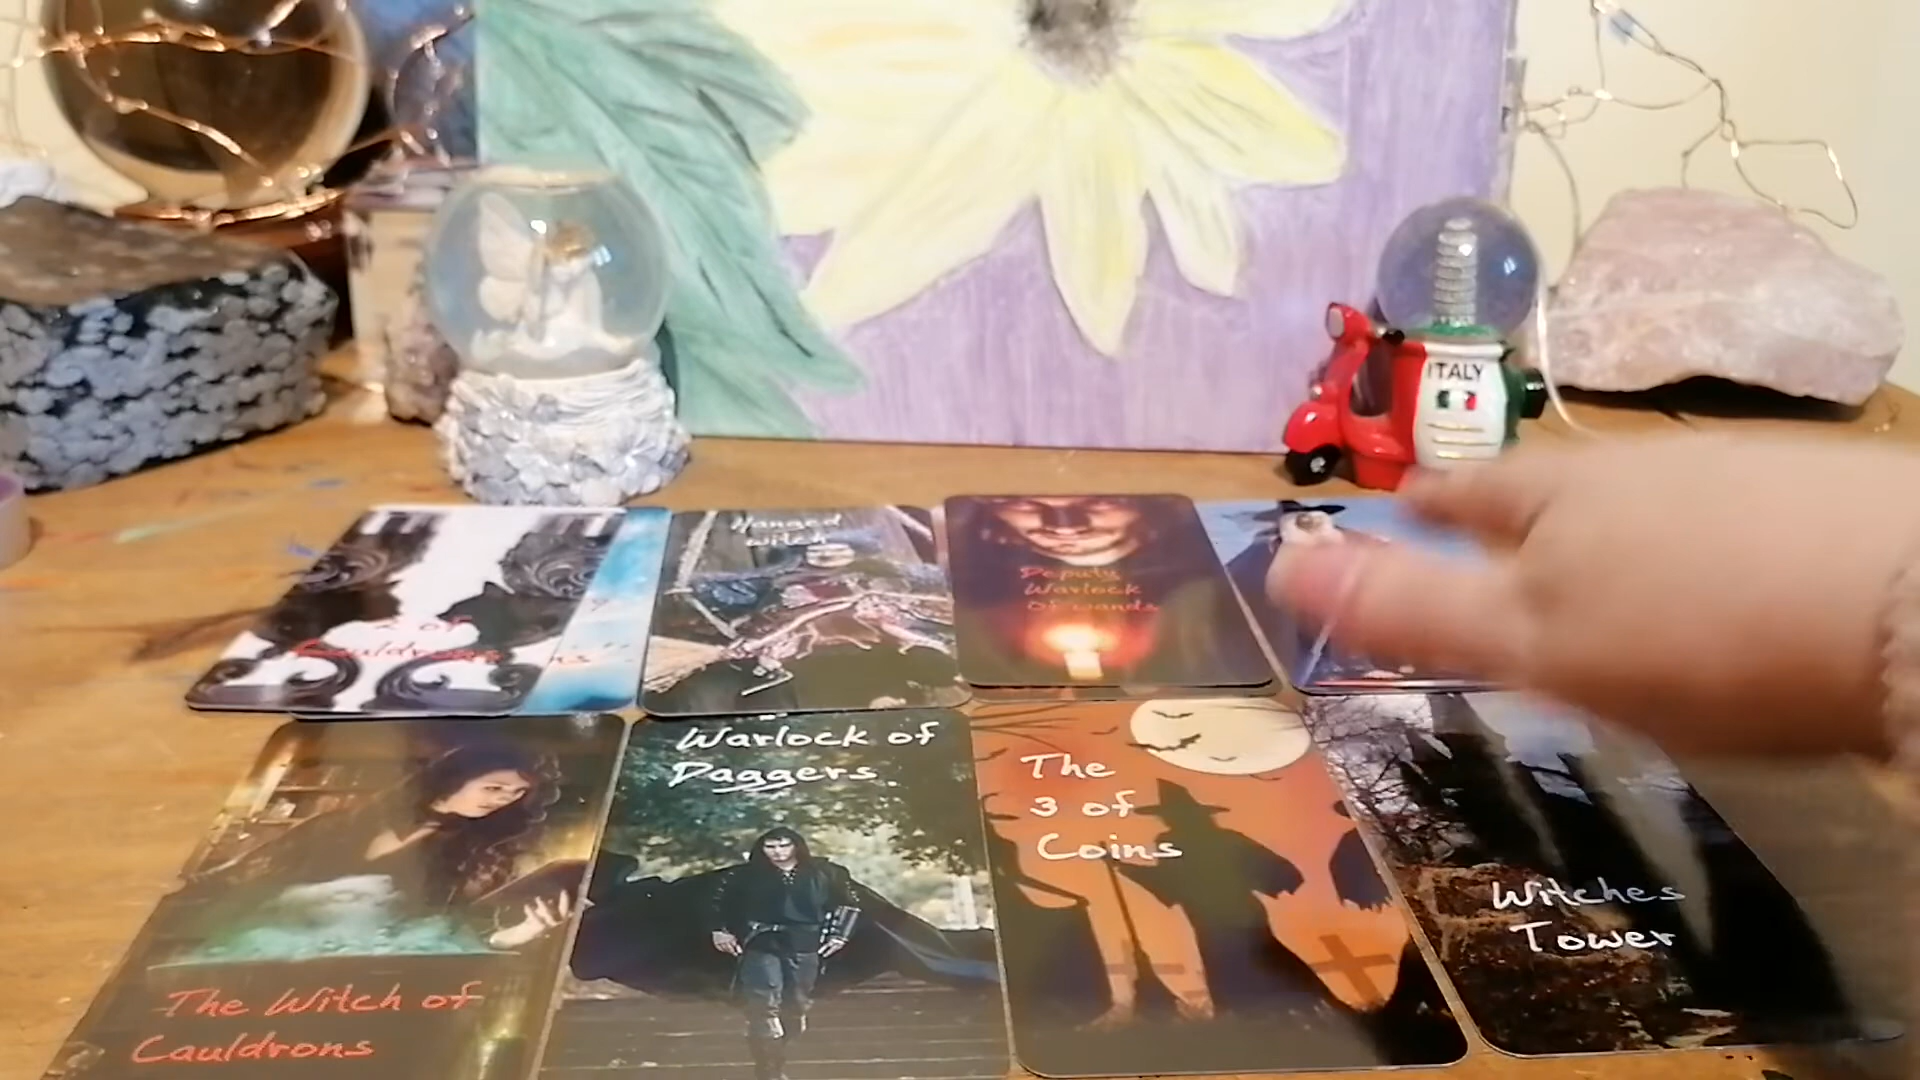 ITALY
2 of
Cauldrons
Hanged
Witch
Deputy
Warlock
Of wands
The Witch of
Cauldrons
Warlock of
Daggers.
The
3 of
Coins
Witches
Tower